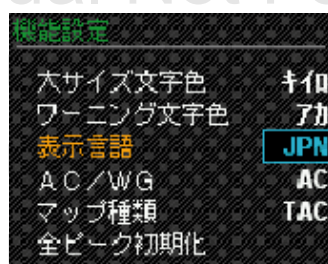 機能設定
大サイズ文字色 キイロ
ワーニング文字色 アカ
表示言語 JPN
AC/WG AC
マップ種類 TAC
全ピーク初期化